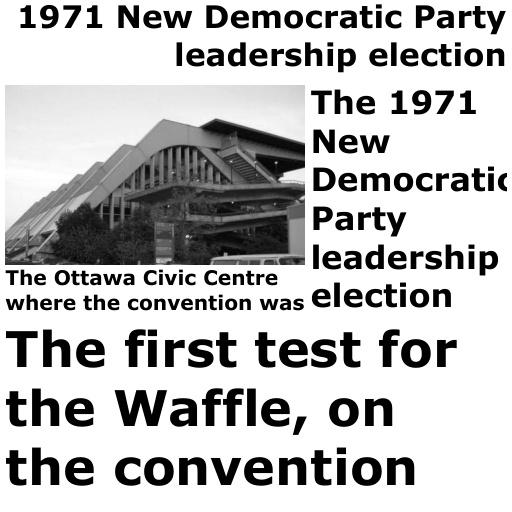 1971 New Democratic Party
leadership election
The 1971
New
Democratic
Party
leadership
election
The Ottawa Civic Centre
where the convention was
The first test for
the Waffle, on
the convention